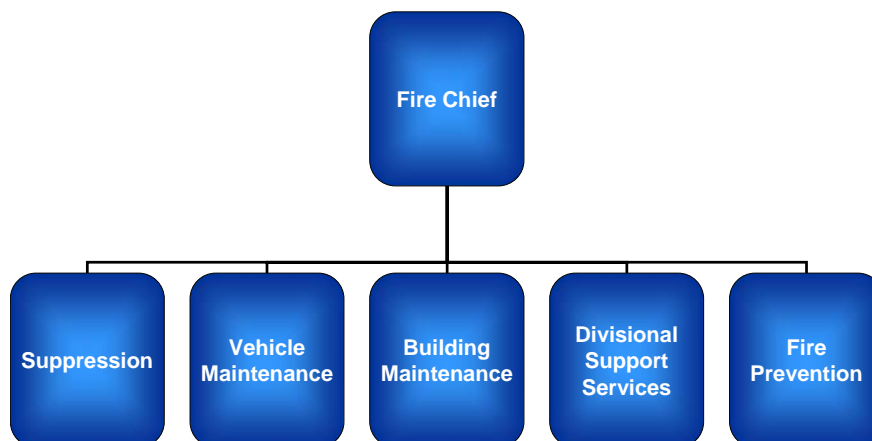 Fire Chief
Suppression
Vehicle
Maintenance
Building
Maintenance
Divisional
Support
Services
Fire
Prevention